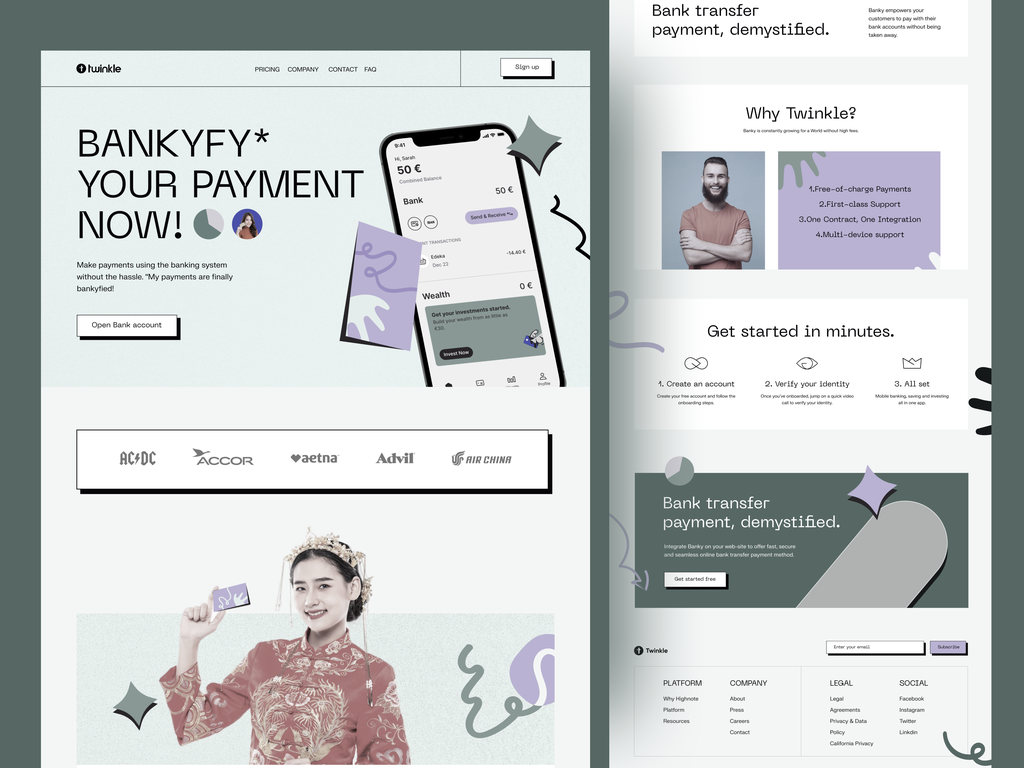 twinkle
PRICING COMPANY CONTACT FAQ
Sign up
BANKYFY*
YOUR PAYMENT
NOW!
Make payments using the banking system
without the hassle. “My payments are finally
bankyfied!
Open Bank account
9:41
Hi, Sarah
50 €
Combined Balance
Bank
50 €
Send & Receive
NT TRANSACTIONS
Edeka
Dec 22
-14.40 €
Wealth
0 €
Get your investments started.
Build your wealth from as little as
€30.
Invest Now
Profile
AC DC
ACCOR
aetna
Advil
AIR CHINA
Bank transfer
payment, demystified.
Banky empowers your
customers to pay with their
bank accounts without being
taken away.
Why Twinkle?
Banky is constantly growing for a World without high fees.
1.Free-of-charge Payments
2.First-class Support
3.One Contract, One Integration
4.Multi-device support
Get started in minutes.
1. Create an account
Create your free account and follow the
onboarding steps.
2. Verify your identity
Once you've onboarded, jump on a quick video
call to verify your identity.
3. All set
Mobile banking, saving and investing
all in one app.
Bank transfer
payment, demystified.
Integrate Banky on your web-site to offer fast, secure
and seamless online bank transfer payment method.
Get started free
Twinkle
Enter your email
Subscribe
PLATFORM
Why Highnote
Platform
Resources
COMPANY
About
Press
Careers
Contact
LEGAL
Legal
Agreements
Privacy & Data
Policy
California Privacy
SOCIAL
Facebook
Instagram
Twitter
Linkdin